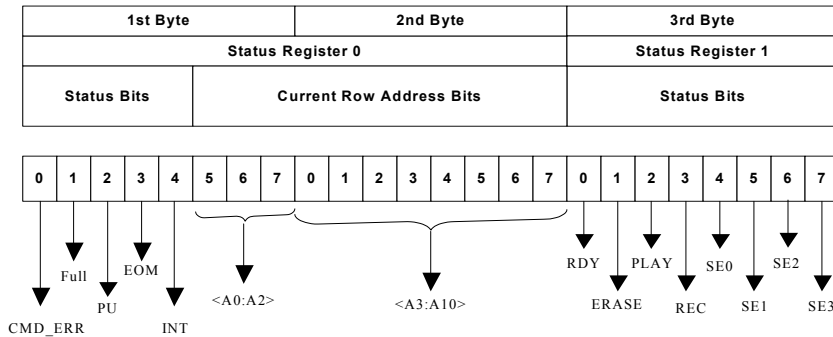 1st Byte 2nd Byte 3rd Byte
Status Register 0 Status Register 1
Status Bits Current Row Address Bits Status Bits
0 1 2 3 4 5 6 7 0 1 2 3 4 5 6 7 0 1 2 3 4 5 6 7
RDY PLAY SE0 SE2
Full EOM
PU <A0:A2> <A3:A10> ERASE REC SE1 SE3
CMD_ERR INT